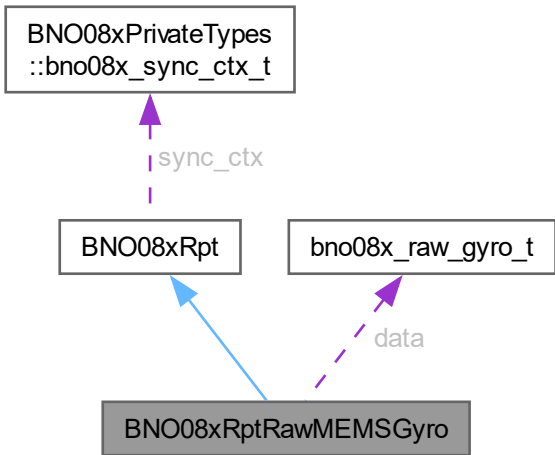 BNO08xPrivateTypes
::bno08x_sync_ctx_t
sync_ctx
BNO08xRpt
bno08x_raw_gyro_t
data
BNO08xRptRawMEMSGyro